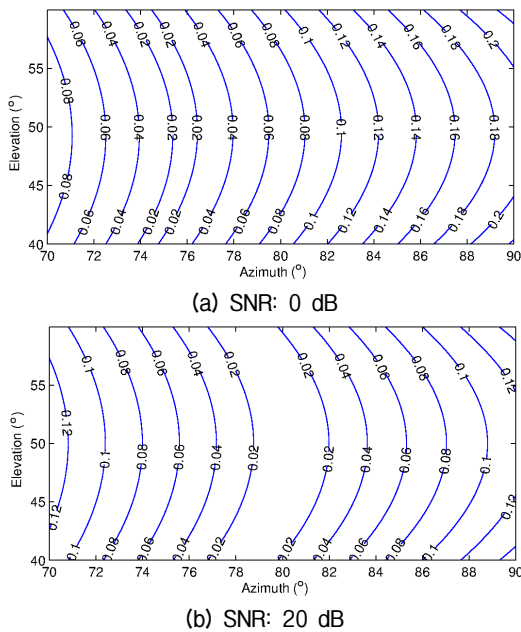 0.06 0.04 0.02 0.02 0.04 0.06 0.08 0.1 0.12 0.14 0.16 0.18 0.2
55
0.08
Elevation (°)
50 0.06 0.04 0.02 0.02 0.04 0.06 0.08 0.1 0.12 0.14 0.16 0.18
45
0.08
0.06 0.04 0.02 0.02 0.04 0.06 0.08 0.1 0.12 0.14 0.16 0.18 0.2
40
70 72 74 76 78 80 82 84 86 88 90
Azimuth (°)
(a) SNR: 0 dB
0.1 0.08 0.06 0.04 0.02 0.02 0.04 0.06 0.08 0.1 0.12
55
0.12
Elevation (°)
50 0.1 0.08 0.06 0.04 0.02 0.02 0.04 0.06 0.08 0.1
45
0.12 0.12
0.1 0.08 0.06 0.04 0.02 0.02 0.04 0.06 0.08 0.1
40
70 72 74 76 78 80 82 84 86 88 90
Azimuth (°)
(b) SNR: 20 dB